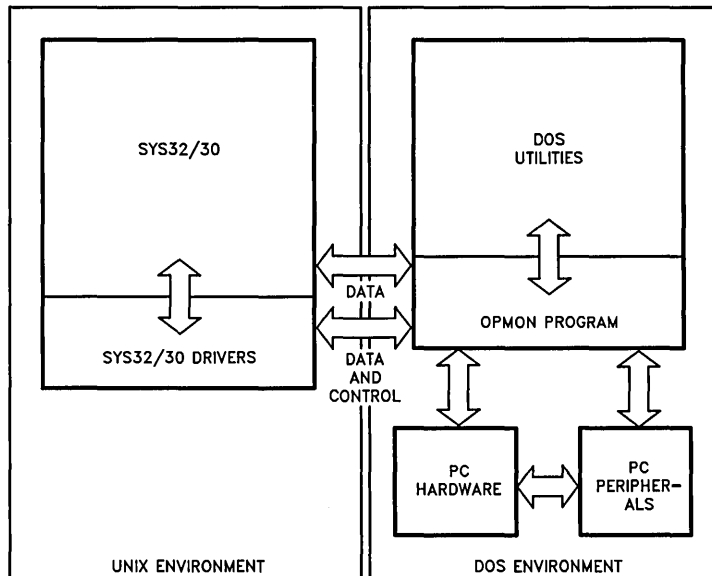 SYS32/30
SYS32/30 DRIVERS
DATA
DATA
AND
CONTROL
DOS
UTILITIES
OPMON PROGRAM
PC
HARDWARE
PC
PERIPHER-
ALS
UNIX ENVIRONMENT
DOS ENVIRONMENT